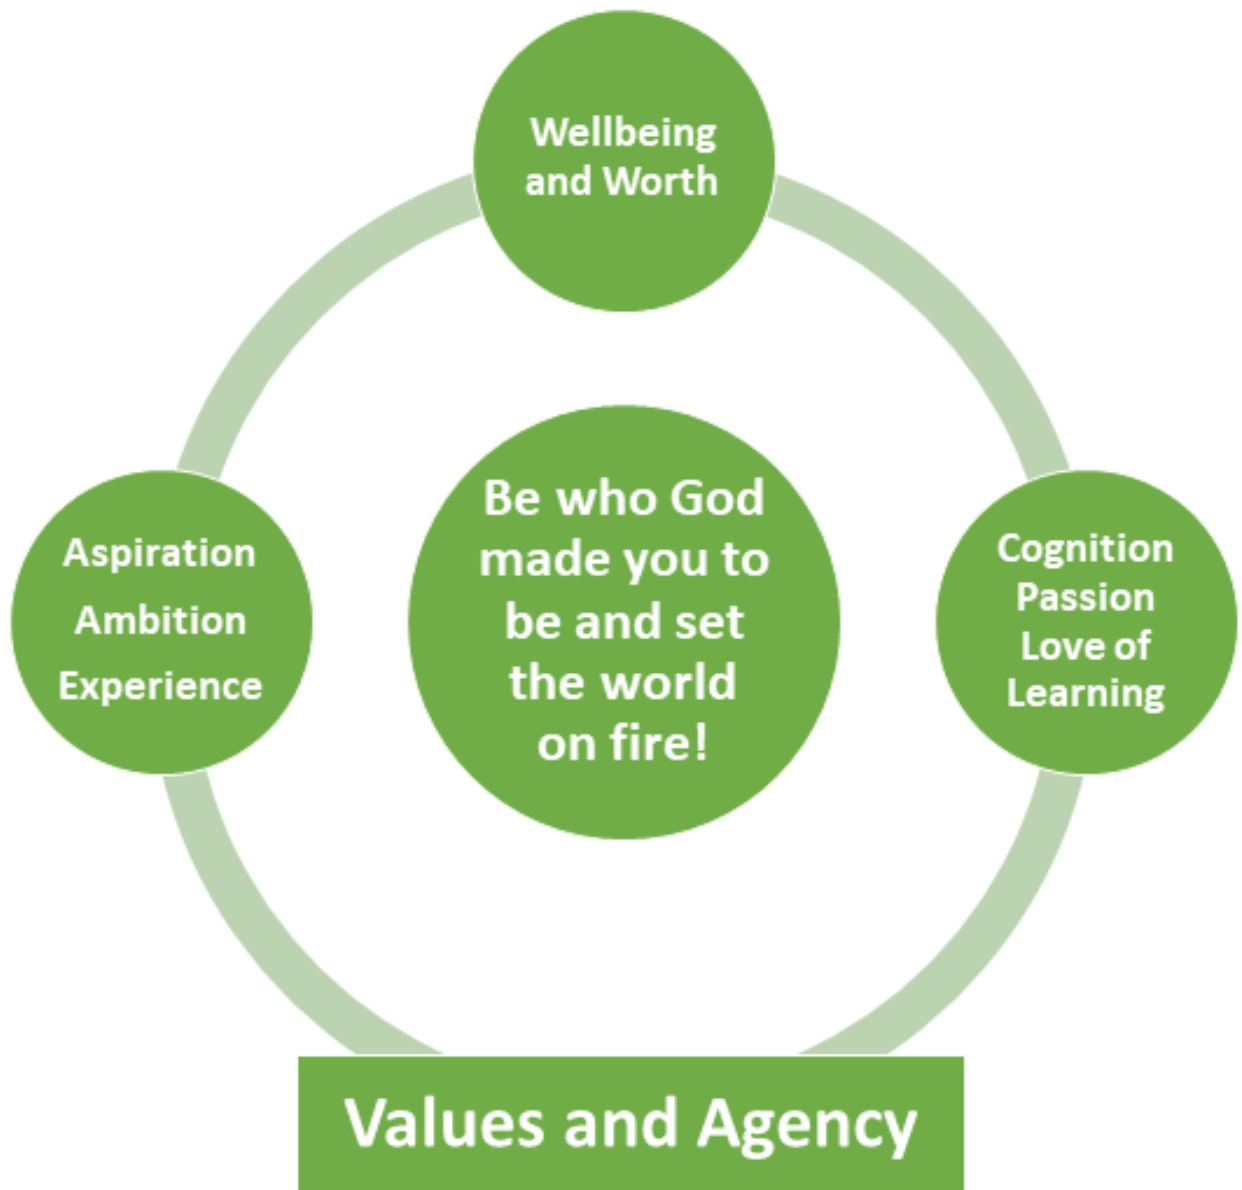 Wellbeing
and Worth
Aspiration
Ambition
Experience
Be who God
made you to
be and set
the world
on fire!
Cognition
Passion
Love of
Learning
Values and Agency